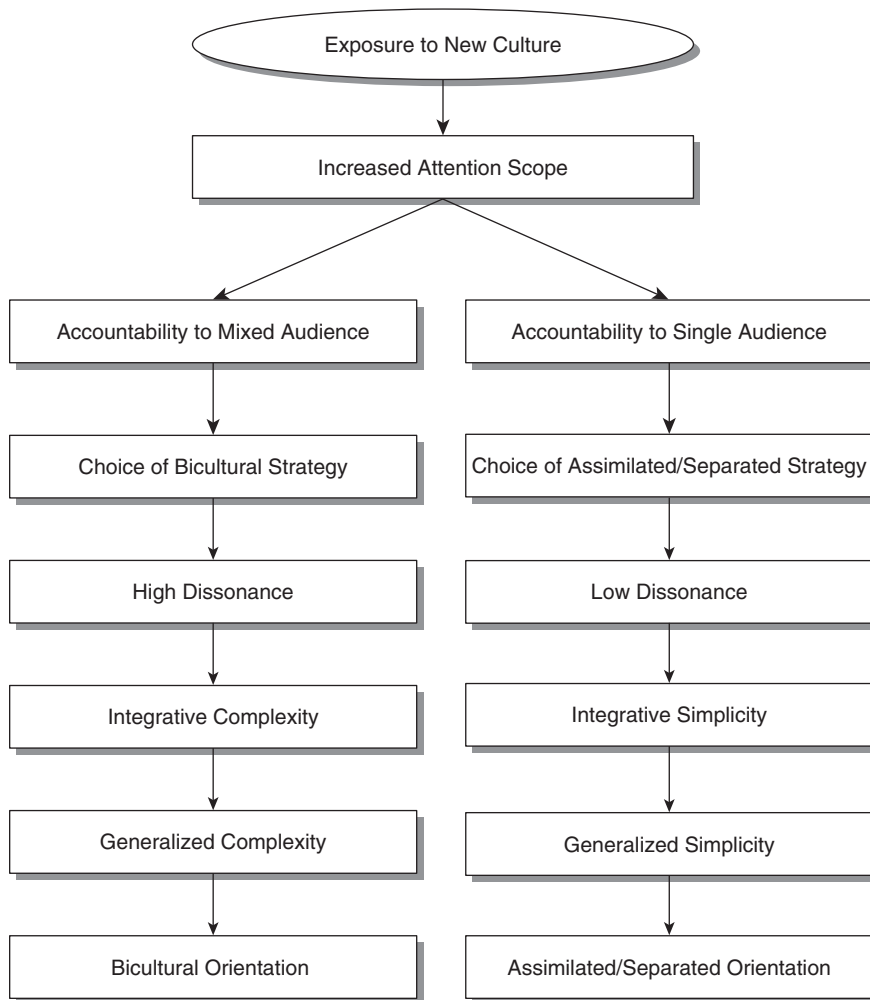 Exposure to New Culture
Increased Attention Scope
Accountability to Mixed Audience
Accountability to Single Audience
Choice of Bicultural Strategy
Choice of Assimilated/Separated Strategy
High Dissonance
Low Dissonance
Integrative Complexity
Integrative Simplicity
Generalized Complexity
Generalized Simplicity
Bicultural Orientation
Assimilated/Separated Orientation